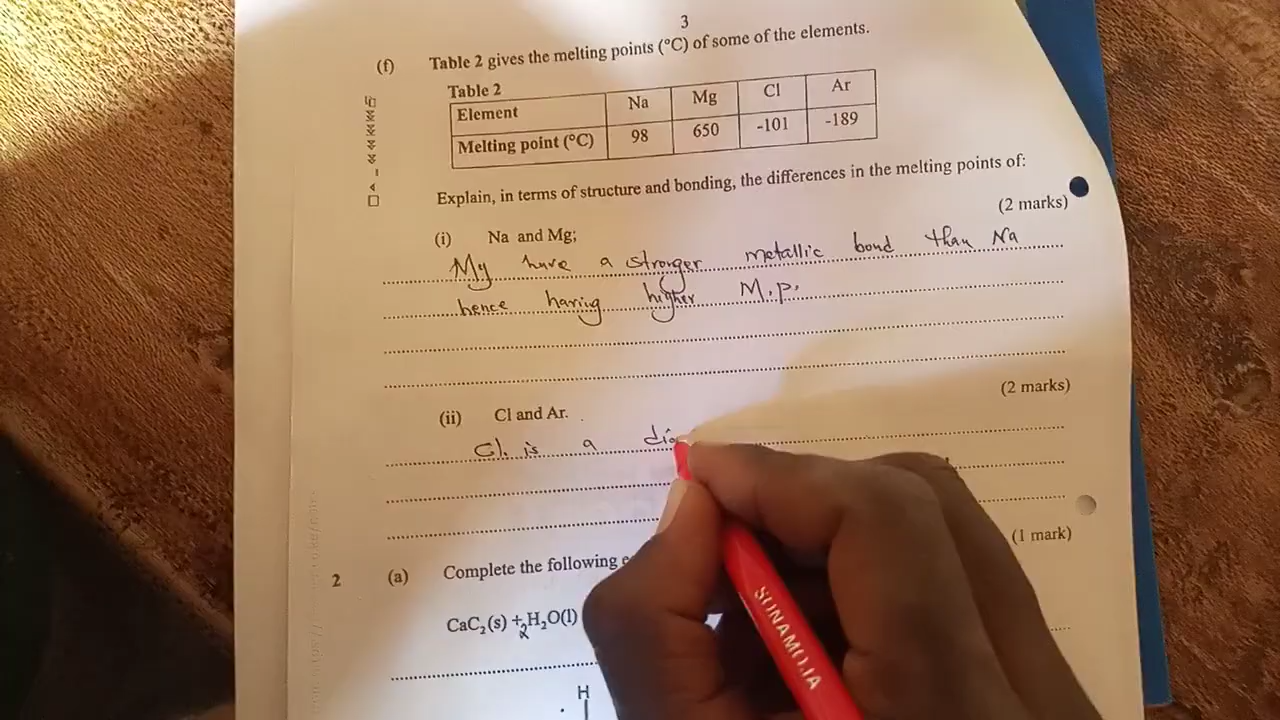 3
(f) Table 2 gives the melting points (°C) of some of the elements.
Table 2
Element Na Mg Cl Ar
Melting point (°C) 98 650 -101 -189
Explain, in terms of structure and bonding, the differences in the melting points of:
(i) Na and Mg; (2 marks)
My have a stronger metallic bond than Na
hence having higher M.p.
(ii) Cl and Ar. (2 marks)
Cl is a dia
2 (a) Complete the following (1 mark)
CaC₂(s) + 2H₂O(l)
H
SUNAMOJIA